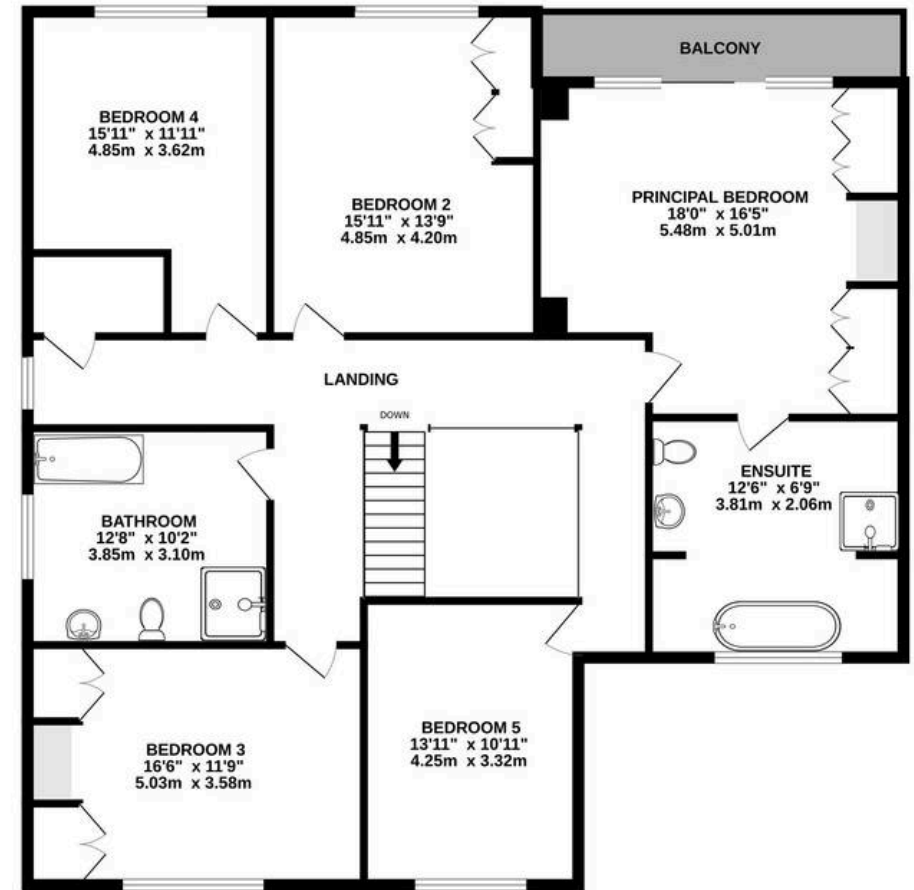 BALCONY
BEDROOM 4
15'11" x 11'11"
4.85m x 3.62m
BEDROOM 2
15'11" x 13'9"
4.85m x 4.20m
PRINCIPAL BEDROOM
18'0" x 16'5"
5.48m x 5.01m
LANDING
DOWN
ENSUITE
12'6" x 6'9"
3.81m x 2.06m
BATHROOM
12'8" x 10'2"
3.85m x 3.10m
BEDROOM 3
16'6" x 11'9"
5.03m x 3.58m
BEDROOM 5
13'11" x 10'11"
4.25m x 3.32m